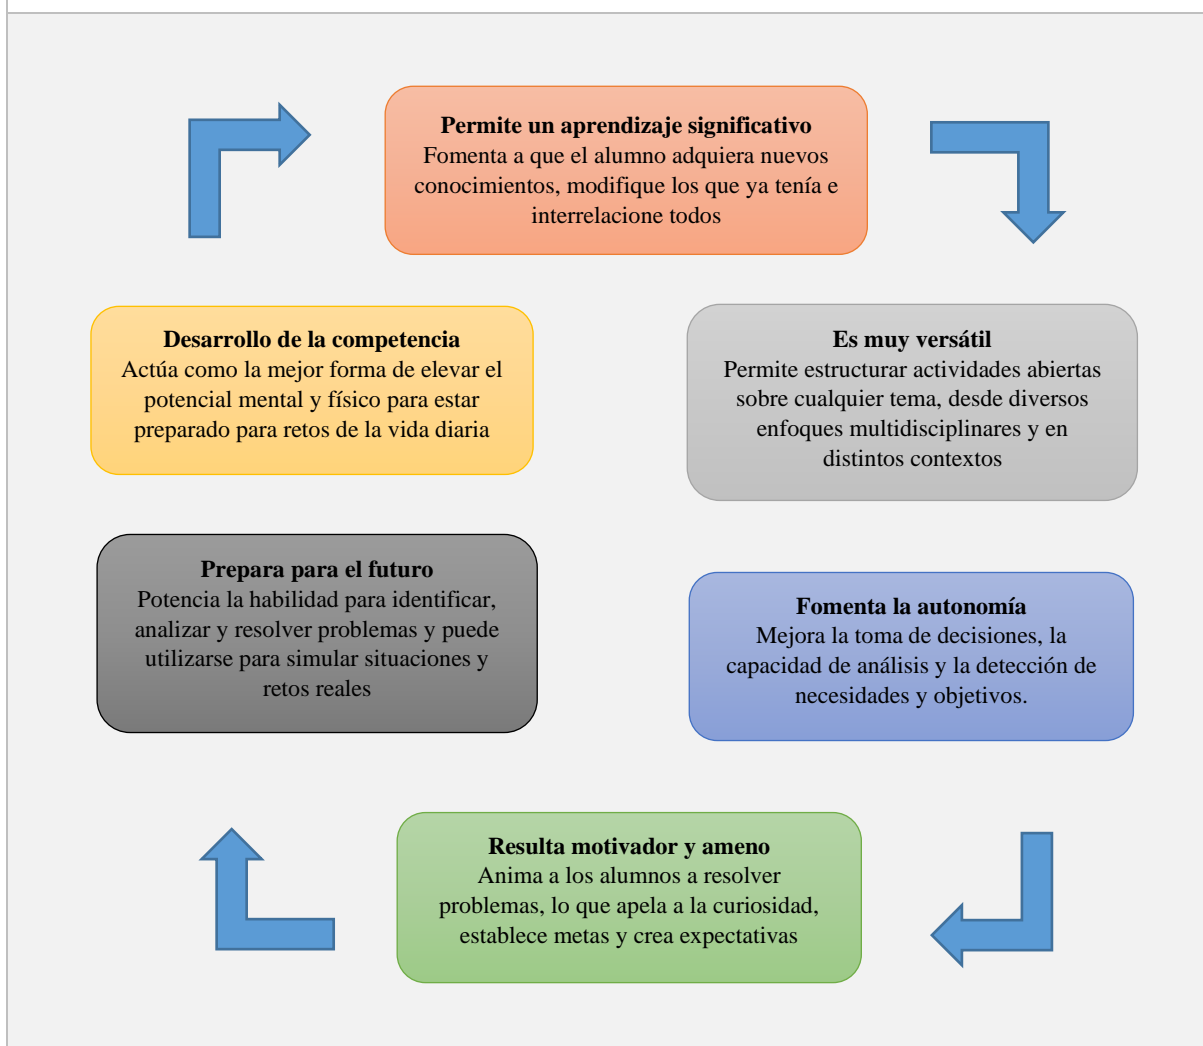 Permite un aprendizaje significativo
Fomenta a que el alumno adquiera nuevos
conocimientos, modifique los que ya tenía e
interrelacione todos
Es muy versátil
Permite estructurar actividades abiertas
sobre cualquier tema, desde diversos
enfoques multidisciplinares y en
distintos contextos
Fomenta la autonomía
Mejora la toma de decisiones, la
capacidad de análisis y la detección de
necesidades y objetivos.
Resulta motivador y ameno
Anima a los alumnos a resolver
problemas, lo que apela a la curiosidad,
establece metas y crea expectativas
Prepara para el futuro
Potencia la habilidad para identificar,
analizar y resolver problemas y puede
utilizarse para simular situaciones y
retos reales
Desarrollo de la competencia
Actúa como la mejor forma de elevar el
potencial mental y físico para estar
preparado para retos de la vida diaria